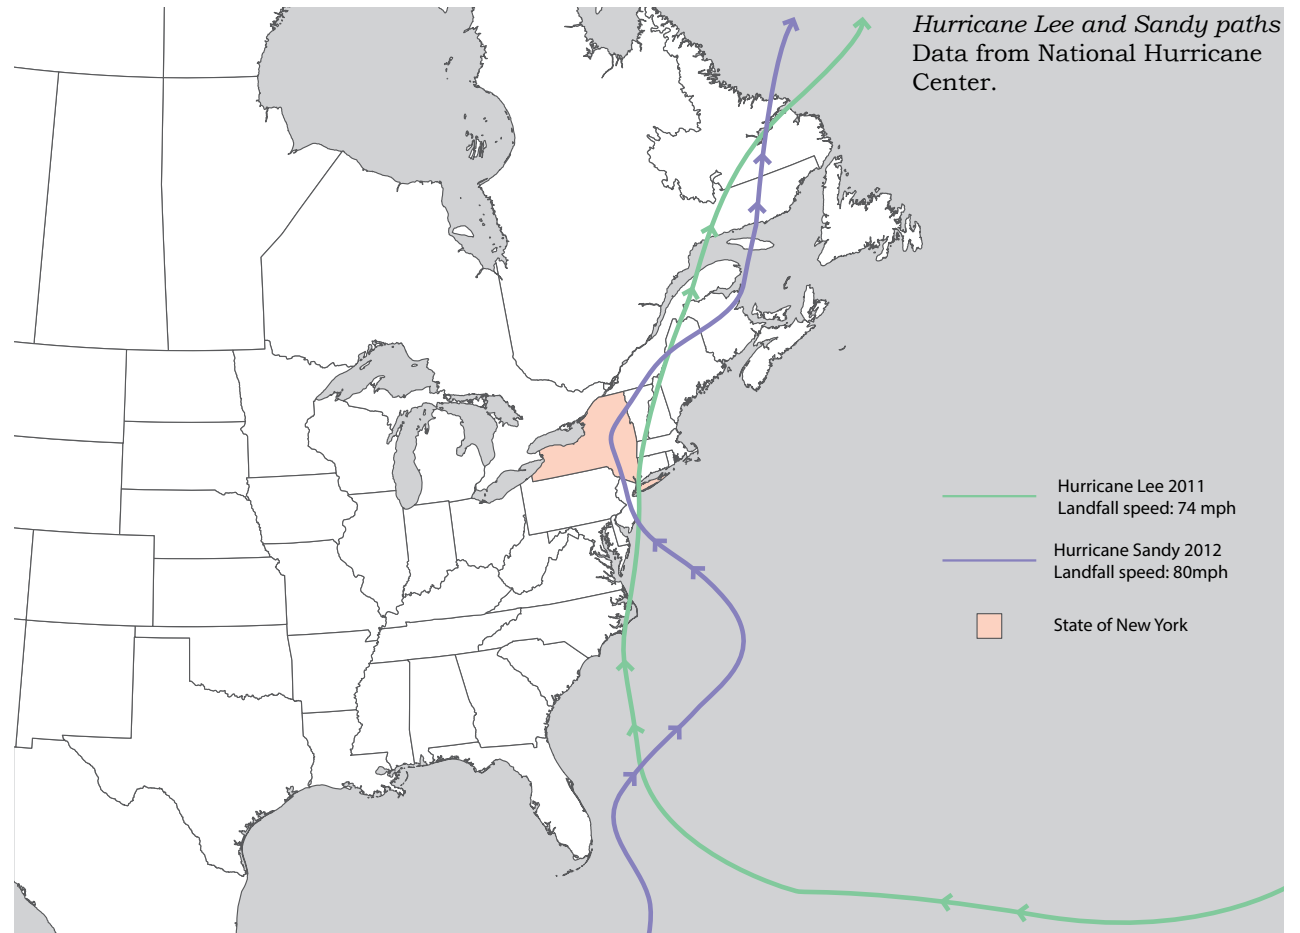 Hurricane Lee and Sandy paths
Data from National Hurricane
Center.
Hurricane Lee 2011
Landfall speed: 74 mph
Hurricane Sandy 2012
Landfall speed: 80mph
State of New York